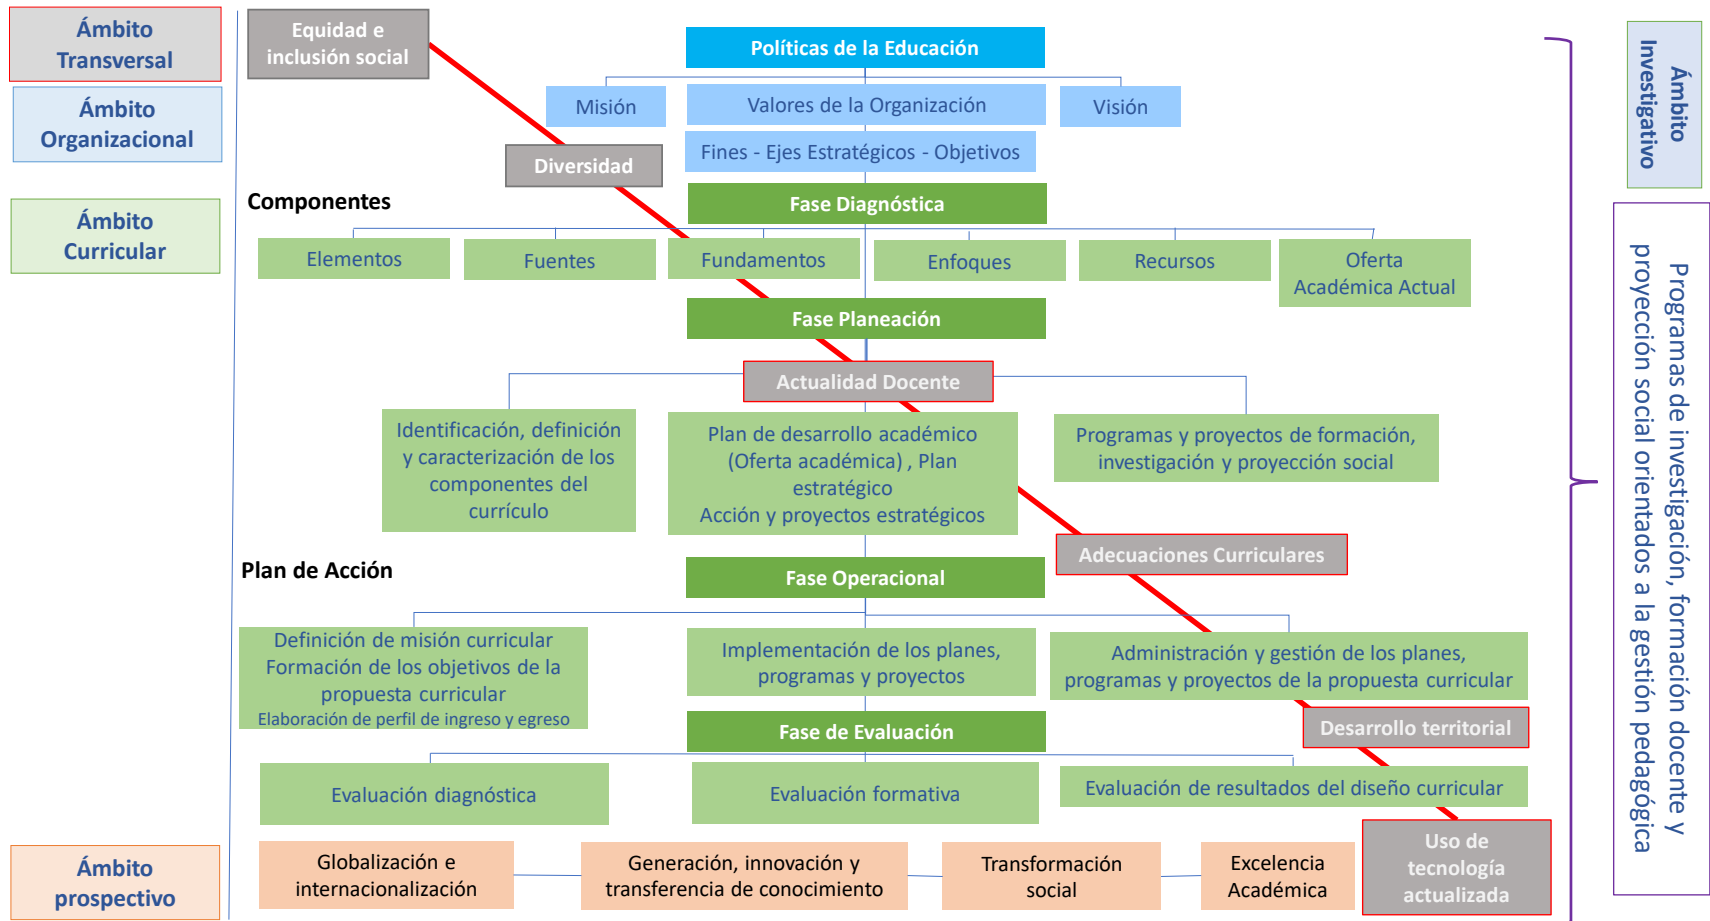 Ámbito
Transversal
Ámbito
Organizacional
Ámbito
Curricular
Ámbito
prospectivo
Equidad e
inclusión social
Políticas de la Educación
Misión
Valores de la Organización
Visión
Fines - Ejes Estratégicos - Objetivos
Diversidad
Componentes
Fase Diagnóstica
Elementos
Fuentes
Fundamentos
Enfoques
Recursos
Oferta
Académica Actual
Fase Planeación
Actualidad Docente
Identificación, definición
y caracterización de los
componentes del
currículo
Plan de desarrollo académico
(Oferta académica) , Plan
estratégico
Acción y proyectos estratégicos
Programas y proyectos de formación,
investigación y proyección social
Adecuaciones Curriculares
Plan de Acción
Fase Operacional
Definición de misión curricular
Formación de los objetivos de la
propuesta curricular
Elaboración de perfil de ingreso y egreso
Implementación de los planes,
programas y proyectos
Administración y gestión de los planes,
programas y proyectos de la propuesta curricular
Desarrollo territorial
Fase de Evaluación
Evaluación diagnóstica
Evaluación formativa
Evaluación de resultados del diseño curricular
Globalización e
internacionalización
Generación, innovación y
transferencia de conocimiento
Transformación
social
Excelencia
Académica
Uso de
tecnología
actualizada
Ámbito
Investigativo
Programas de investigación, formación docente y
proyección social orientados a la gestión pedagógica